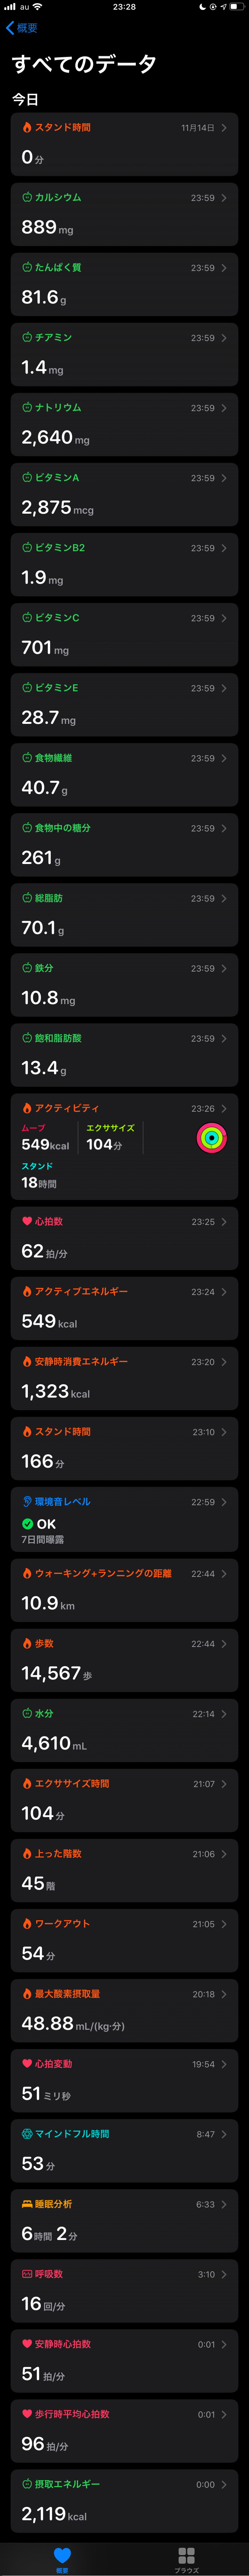 au 23:28
概要
すべてのデータ
今日
スタンド時間 11月14日
0分
カルシウム 23:59
889mg
たんぱく質 23:59
81.6g
チアミン 23:59
1.4mg
ナトリウム 23:59
2,640mg
ビタミンA 23:59
2,875mcg
ビタミンB2 23:59
1.9mg
ビタミンC 23:59
701mg
ビタミンE 23:59
28.7mg
食物繊維 23:59
40.7g
食物中の糖分 23:59
261g
総脂肪 23:59
70.1g
鉄分 23:59
10.8mg
飽和脂肪酸 23:59
13.4g
アクティビティ 23:26
ムーブ エクササイズ
549kcal 104分
スタンド
18時間
心拍数 23:25
62拍/分
アクティブエネルギー 23:24
549kcal
安静時消費エネルギー 23:20
1,323kcal
スタンド時間 23:10
166分
環境音レベル 22:59
OK
7日間曝露
ウォーキング+ランニングの距離 22:44
10.9km
歩数 22:44
14,567歩
水分 22:14
4,610mL
エクササイズ時間 21:07
104分
上った階数 21:06
45階
ワークアウト 21:05
54分
最大酸素摂取量 20:18
48.88mL/(kg·分)
心拍変動 19:54
51ミリ秒
マインドフル時間 8:47
53分
睡眠分析 6:33
6時間 2分
呼吸数 3:10
16回/分
安静時心拍数 0:01
51拍/分
歩行時平均心拍数 0:01
96拍/分
摂取エネルギー 0:00
2,119kcal
概要 ブラウズ